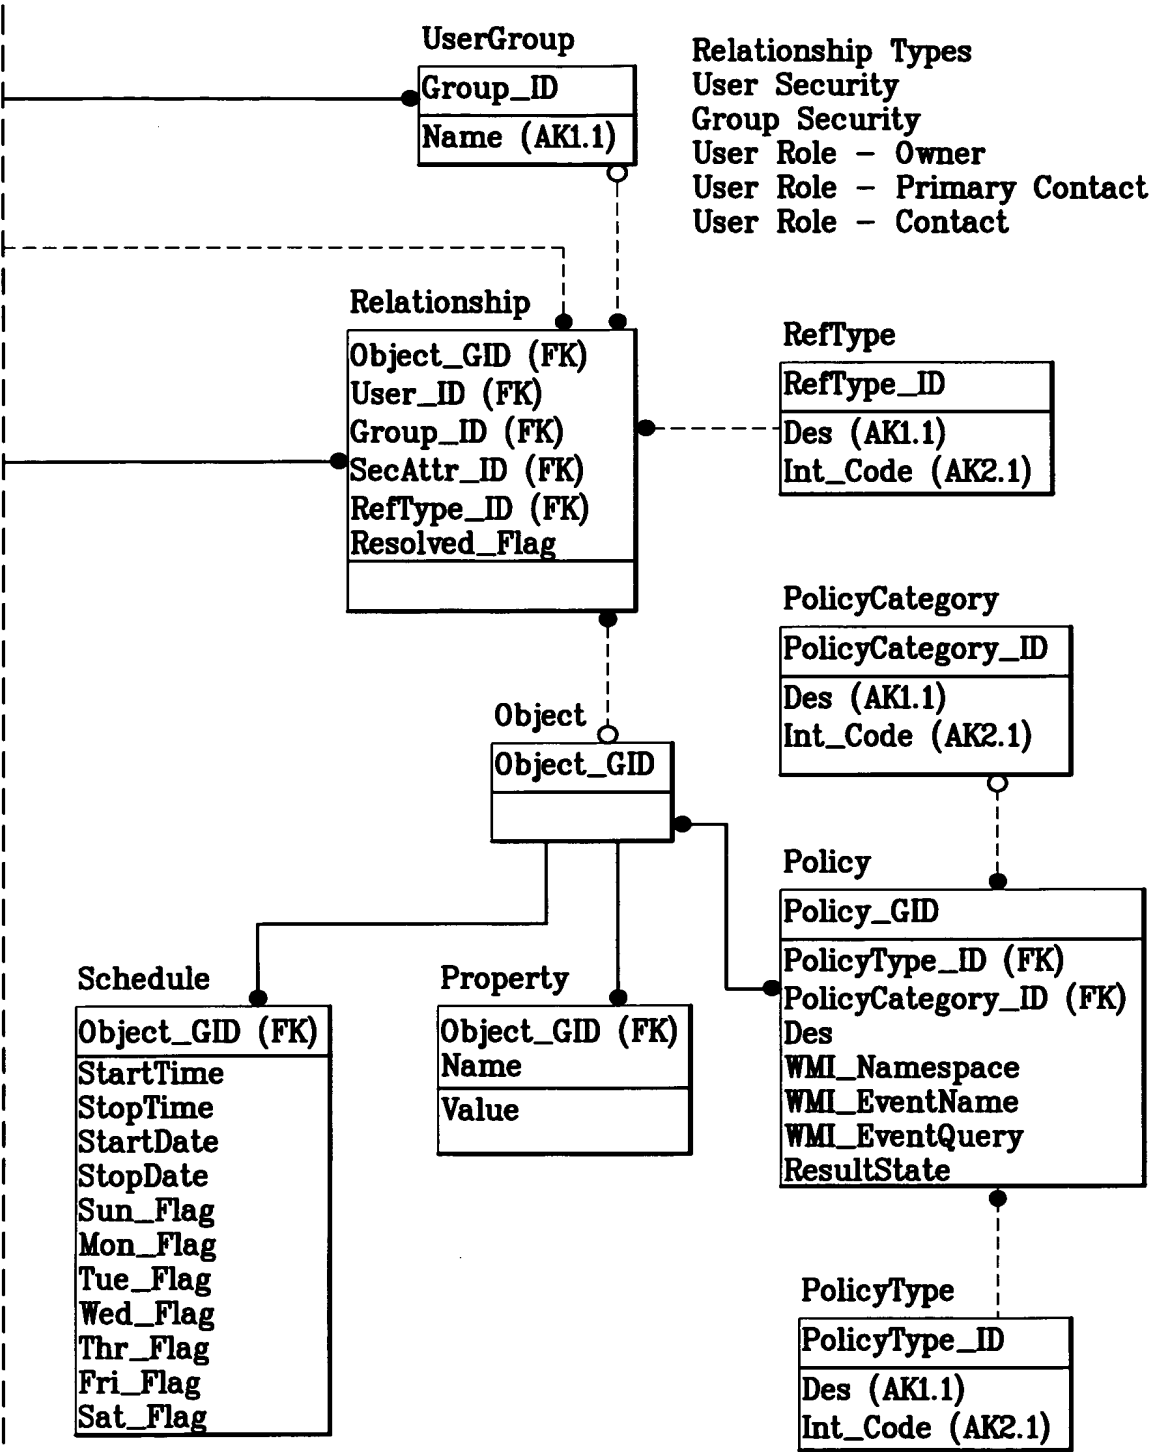 UserGroup
Group_ID
Name (AK1.1)
Relationship Types
User Security
Group Security
User Role - Owner
User Role - Primary Contact
User Role - Contact
Relationship
Object_GID (FK)
User_ID (FK)
Group_ID (FK)
SecAttr_ID (FK)
RefType_ID (FK)
Resolved_Flag
RefType
RefType_ID
Des (AK1.1)
Int_Code (AK2.1)
PolicyCategory
PolicyCategory_ID
Des (AK1.1)
Int_Code (AK2.1)
Object
Object_GID
Policy
Policy_GID
PolicyType_ID (FK)
PolicyCategory_ID (FK)
Des
WMI_Namespace
WMI_EventName
WMI_EventQuery
ResultState
Schedule
Object_GID (FK)
StartTime
StopTime
StartDate
StopDate
Sun_Flag
Mon_Flag
Tue_Flag
Wed_Flag
Thr_Flag
Fri_Flag
Sat_Flag
Property
Object_GID (FK)
Name
Value
PolicyType
PolicyType_ID
Des (AK1.1)
Int_Code (AK2.1)